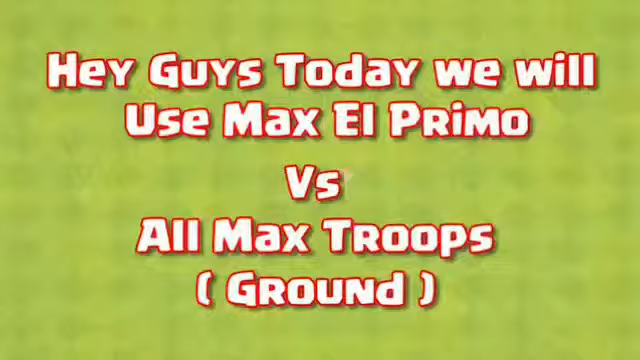 Hey Guys Today we will
Use Max El Primo
Vs
All Max Troops
( Ground )